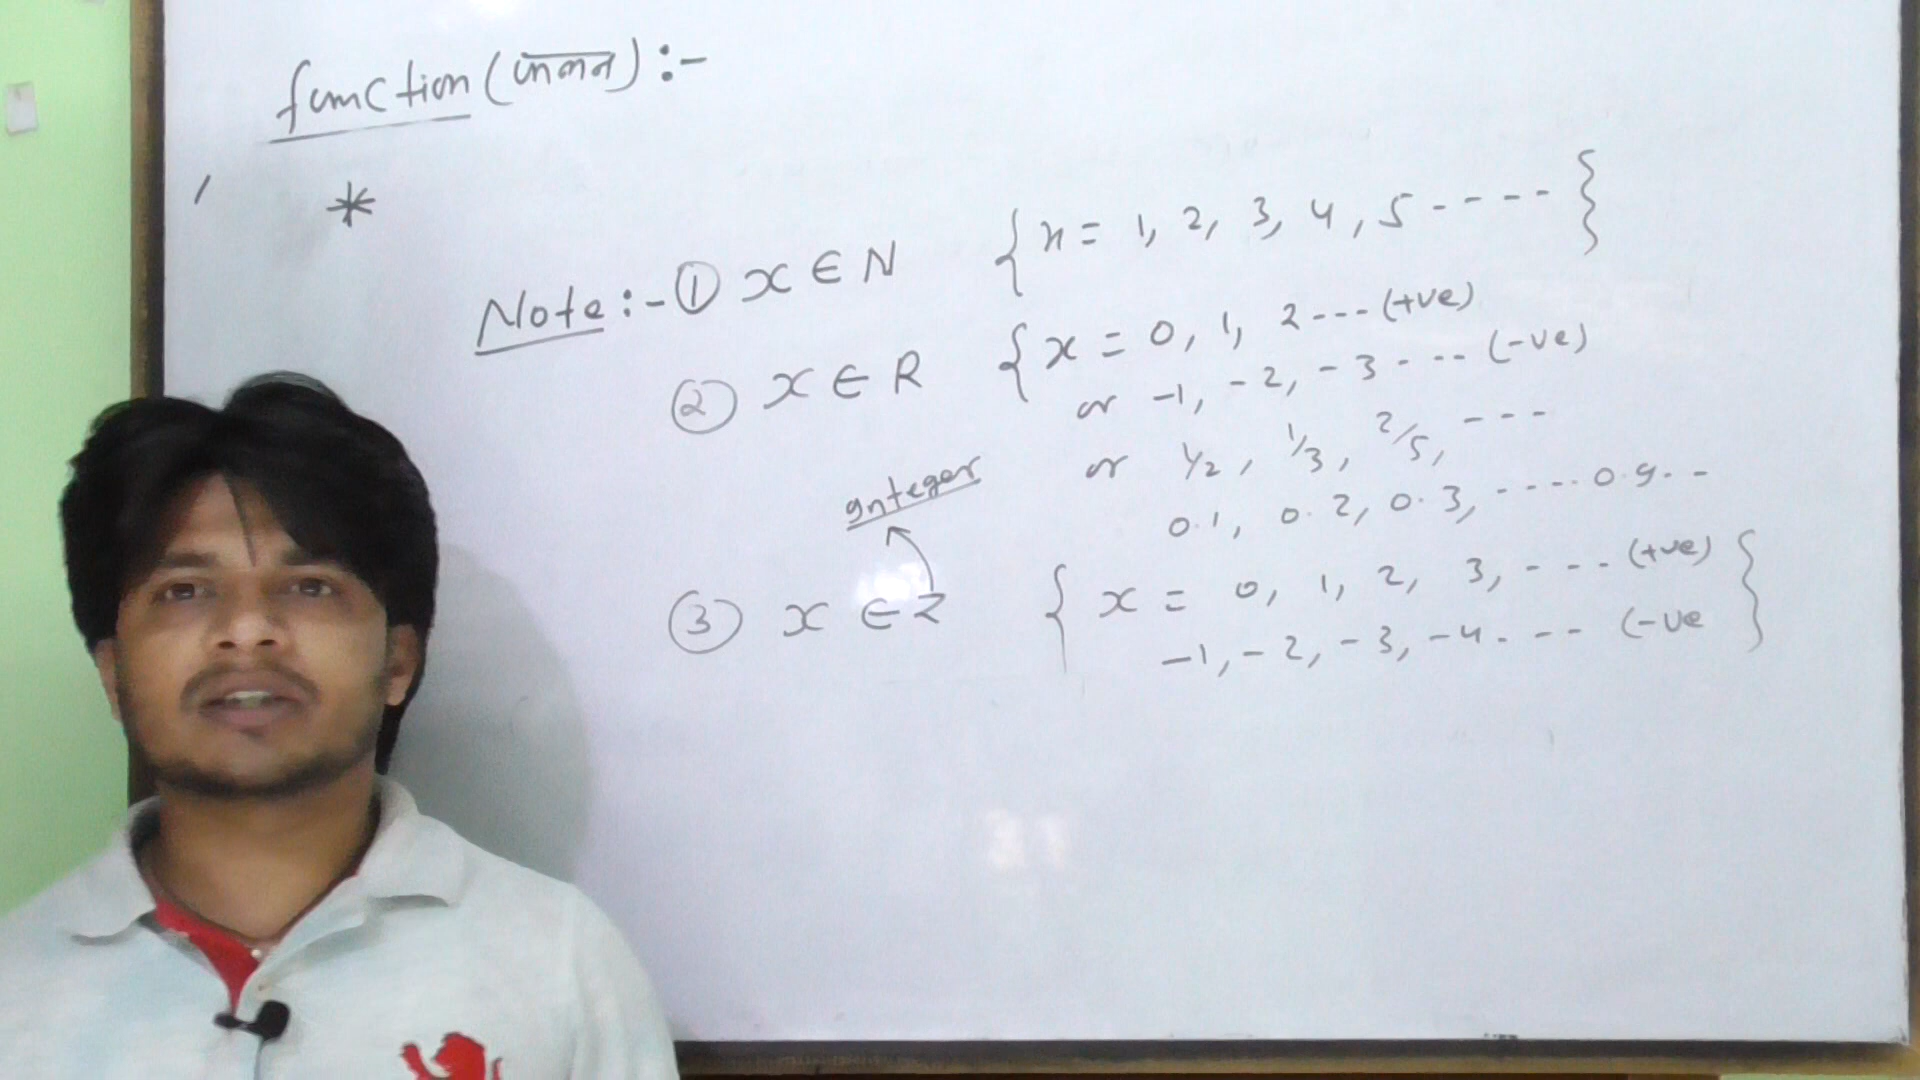 function (फलन) :-
*
Note :- ① x ∈ N { x = 1, 2, 3, 4, 5 - - - - }
② x ∈ R { x = 0, 1, 2 - - - (+ve)
or -1, -2, -3 - - - (-ve)
or 1/2, 1/3, 2/5, - - -
0.1, 0.2, 0.3, - - - - 0.9 - -
Integer
③ x ∈ Z { x = 0, 1, 2, 3, - - - - (+ve)
-1, -2, -3, -4 - - - (-ve }